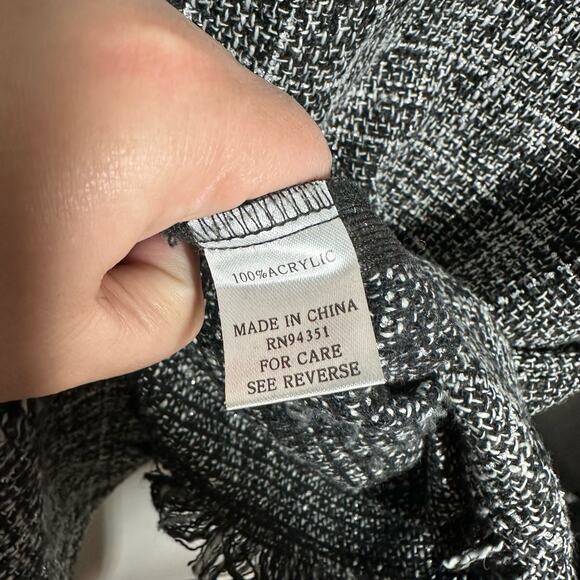 100% ACRYLIC
MADE IN CHINA
RN94351
FOR CARE
SEE REVERSE